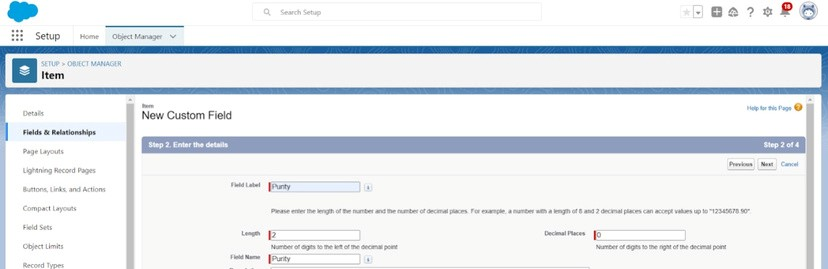 Search Setup
18
Setup
Home
Object Manager
SETUP > OBJECT MANAGER
Item
Details
Fields & Relationships
Page Layouts
Lightning Record Pages
Buttons, Links, and Actions
Compact Layouts
Field Sets
Object Limits
Record Types
Item
New Custom Field
Help for this Page
Step 2. Enter the details
Step 2 of 4
Previous
Next
Cancel
Field Label
Purity
i
Please enter the length of the number and the number of decimal places. For example, a number with a length of 8 and 2 decimal places can accept values up to "12345678.90".
Length
2
Decimal Places
0
Number of digits to the left of the decimal point
Number of digits to the right of the decimal point
Field Name
Purity
i